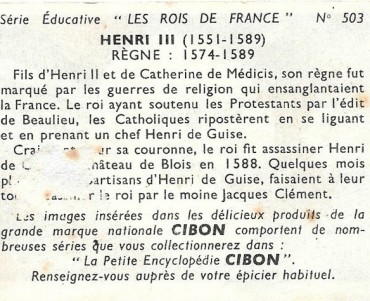 Série Éducative "LES ROIS DE FRANCE" N° 503
HENRI III (1551-1589)
RÈGNE : 1574-1589
Fils d'Henri II et de Catherine de Médicis, son règne fut
marqué par les guerres de religion qui ensanglantaient
la France. Le roi ayant soutenu les Protestants par l'édit
de Beaulieu, les Catholiques ripostèrent en se liguant
et en prenant un chef Henri de Guise.
sa couronne, le roi fit assassiner Henri
de château de Blois en 1588. Quelques mois
partisans d'Henri de Guise, faisaient à leur
le roi par le moine Jacques Clément.
Les images insérées dans les délicieux produits de la
grande marque nationale CIBON comportent de nom-
breuses séries que vous collectionnerez dans :
"La Petite Encyclopédie CIBON".
Renseignez-vous auprès de votre épicier habituel.